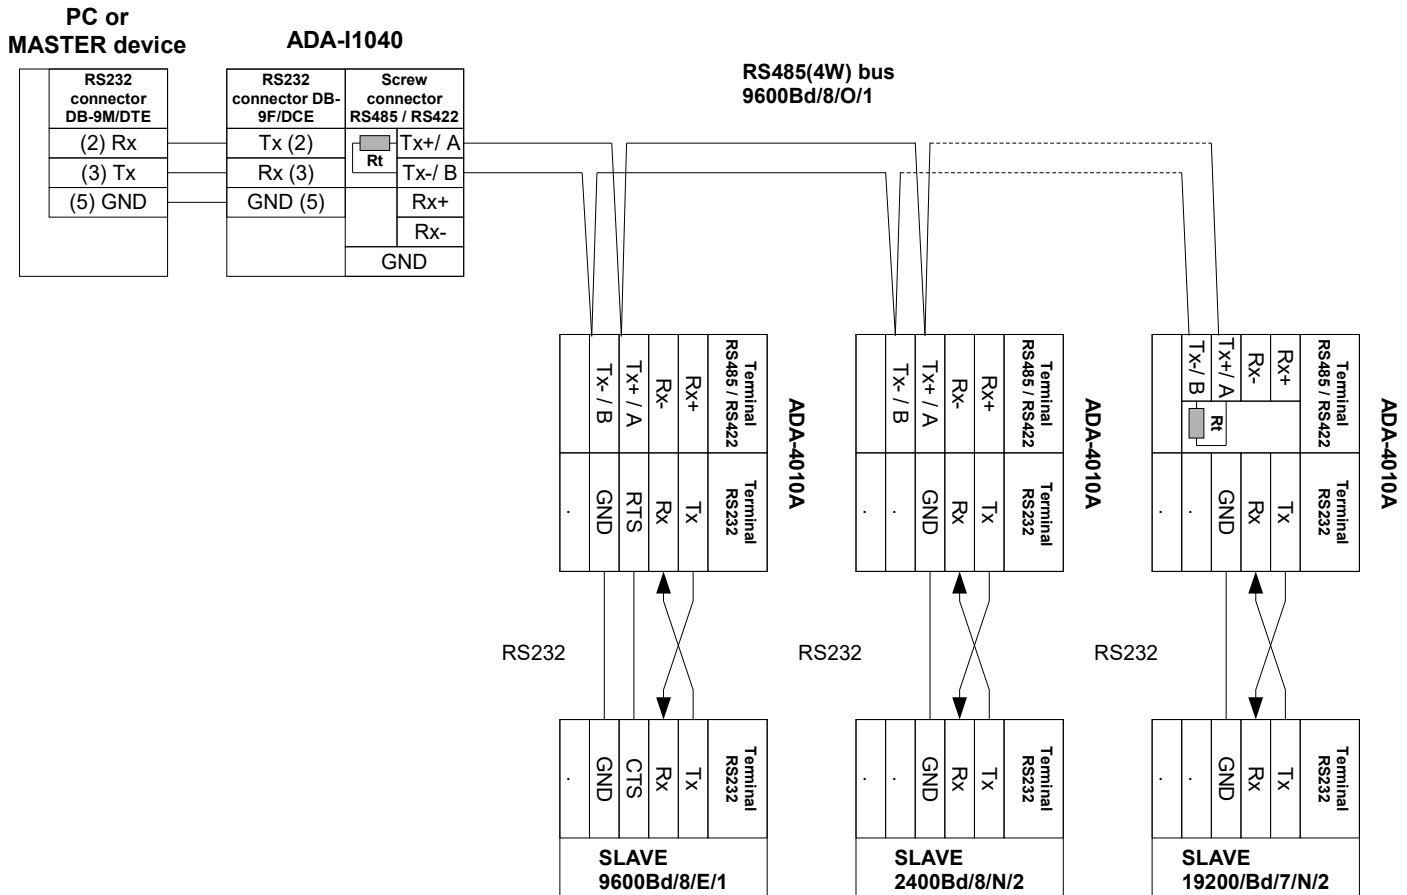 PC or
MASTER device
ADA-I1040
RS232
connector
DB-9M/DTE
(2) Rx
(3) Tx
(5) GND
RS232
connector DB-
9F/DCE
Tx (2)
Rx (3)
GND (5)
Screw
connector
RS485 / RS422
Rt
Tx+/ A
Tx-/ B
Rx+
Rx-
GND
RS485(4W) bus
9600Bd/8/O/1
Terminal
RS485 / RS422
Rx+
Rx-
Tx+ / A
Tx- / B
Terminal
RS232
Tx
Rx
RTS
GND
.
ADA-4010A
RS232
Terminal
RS232
Tx
Rx
CTS
GND
.
SLAVE
9600Bd/8/E/1
Terminal
RS485 / RS422
Rx+
Rx-
Tx+ / A
Tx- / B
Terminal
RS232
Tx
Rx
GND
.
.
ADA-4010A
RS232
Terminal
RS232
Tx
Rx
GND
.
.
SLAVE
2400Bd/8/N/2
Terminal
RS485 / RS422
Rx+
Rx-
Tx+/ A
Tx-/ B
Rt
Terminal
RS232
Tx
Rx
GND
.
.
ADA-4010A
RS232
Terminal
RS232
Tx
Rx
GND
.
.
SLAVE
19200/Bd/7/N/2